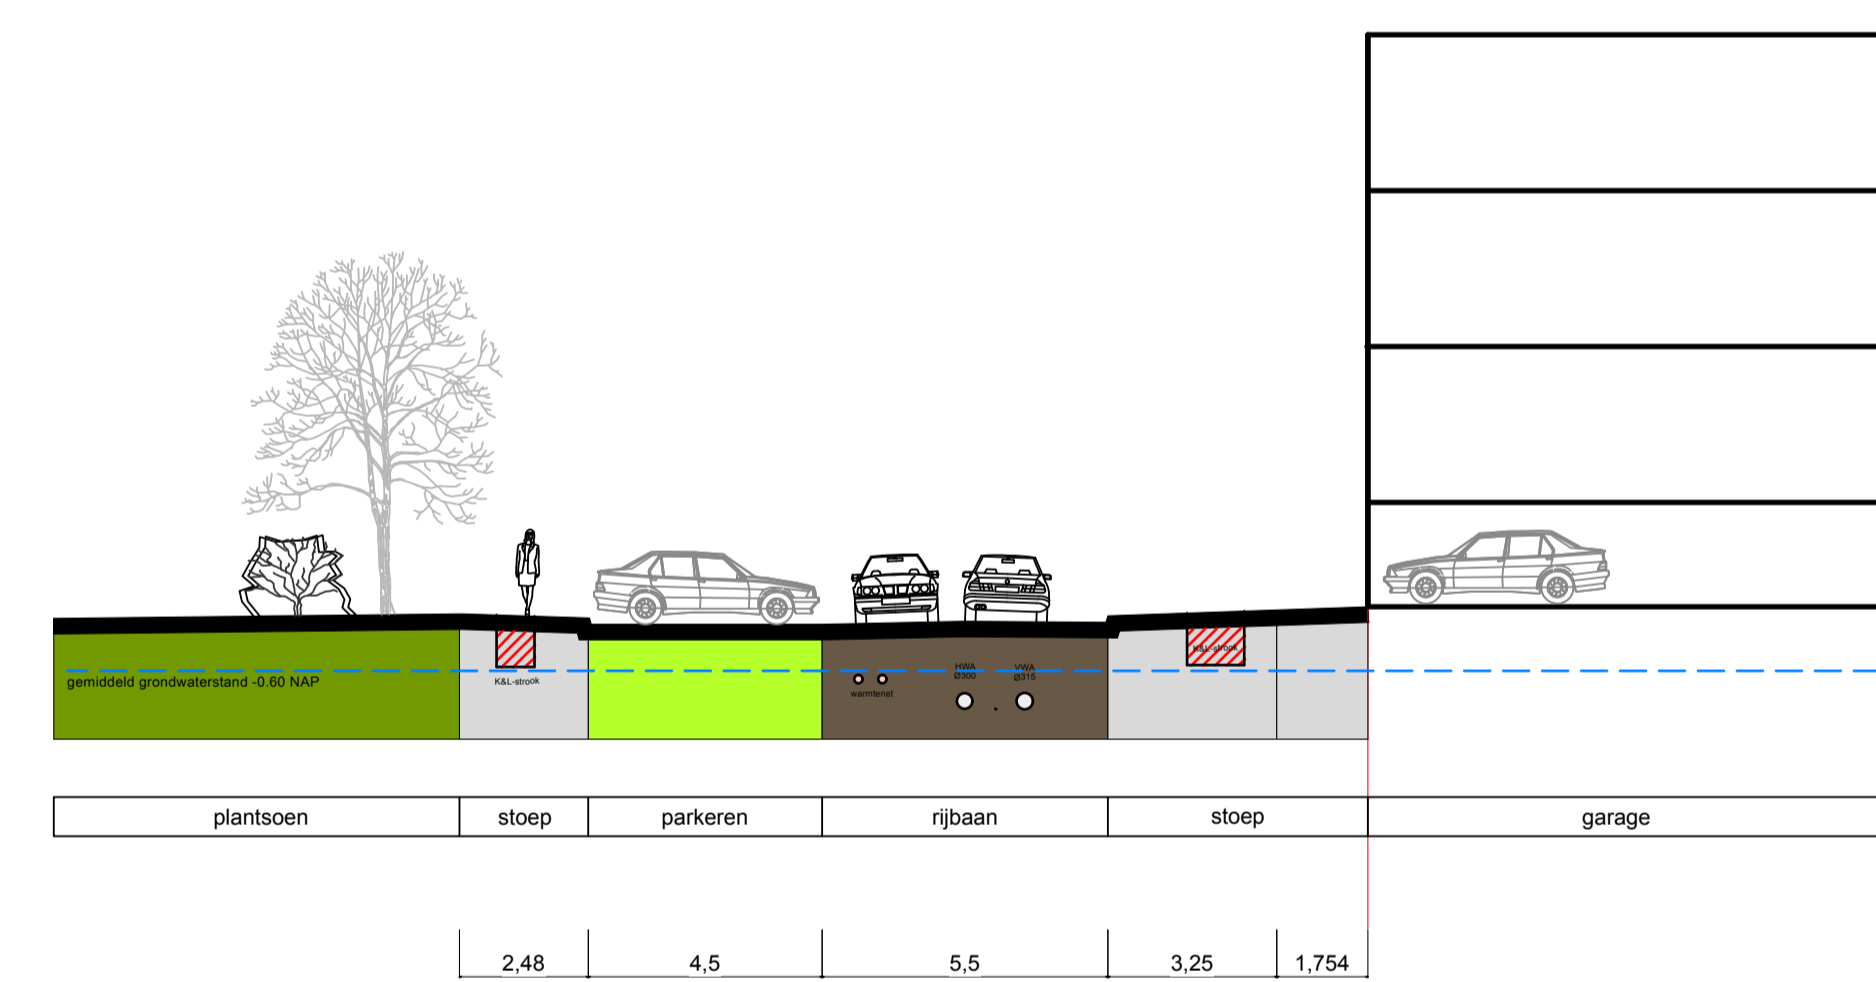 HWA
Ø300
VWA
Ø315
K&L-strook
gemiddeld grondwaterstand -0.60 NAP
K&L-strook
warmtenet
plantsoen
stoep
parkeren
rijbaan
stoep
garage
2,48
4,5
5,5
3,25
1,754